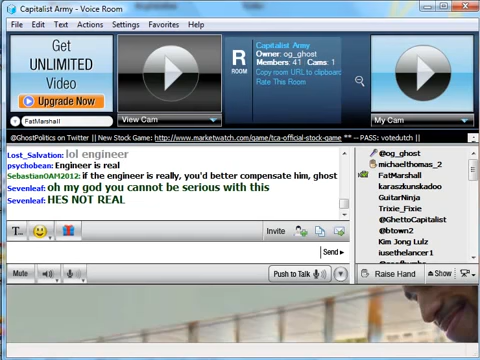 Capitalist Army - Voice Room
File Edit Text Actions Settings View Favorites Help
Get
UNLIMITED
Video
Upgrade Now
FatMarshall
View Cam
R
ROOM
Capitalist Army
Owner: og_ghost
Members: 41 Cams: 1
Copy room URL to clipboard
Rate This Room
My Cam
@GhostPolitics on Twitter || New Stock Game: http://www.marketwatch.com/game/tca-official-stock-game ** -- PASS: votedutch ||
Lost_Salvation: lol engineer
psychobean: Engineer is real
SebastianOAH2012: if the engineer is really, you'd better compensate him, ghost
Sevenleaf: oh my god you cannot be serious with this
Sevenleaf: HES NOT REAL
@og_ghost
michaelthomas_2
FatMarshall
karaszkunskadoo
GuitarNinja
Trixie_Fizie
@GhettoCapitalist
@btown2
Kim Jong Lulz
iusethelancer1
T...
Invite
Send
Mute
Push to Talk
Raise Hand
Show